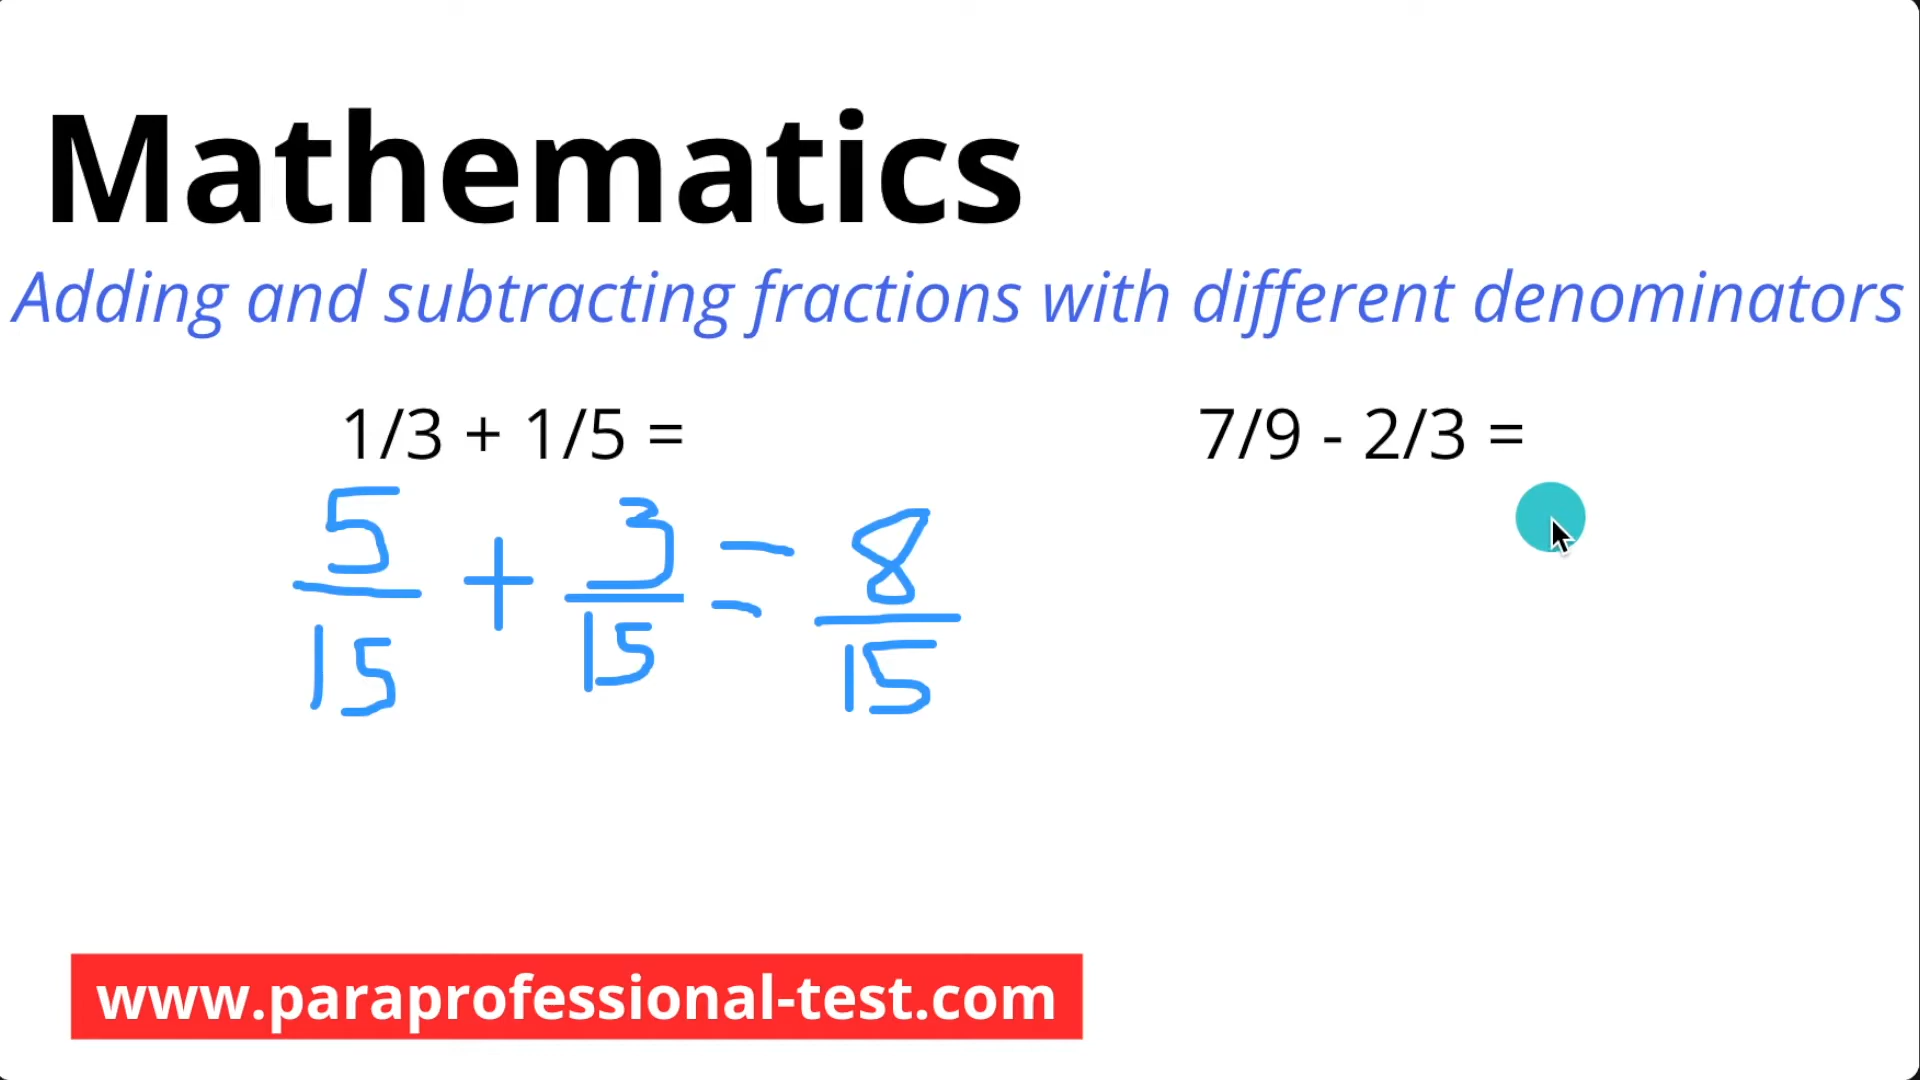 Mathematics
Adding and subtracting fractions with different denominators
1/3 + 1/5 =
5/15 + 3/15 = 8/15
7/9 - 2/3 =
www.paraprofessional-test.com